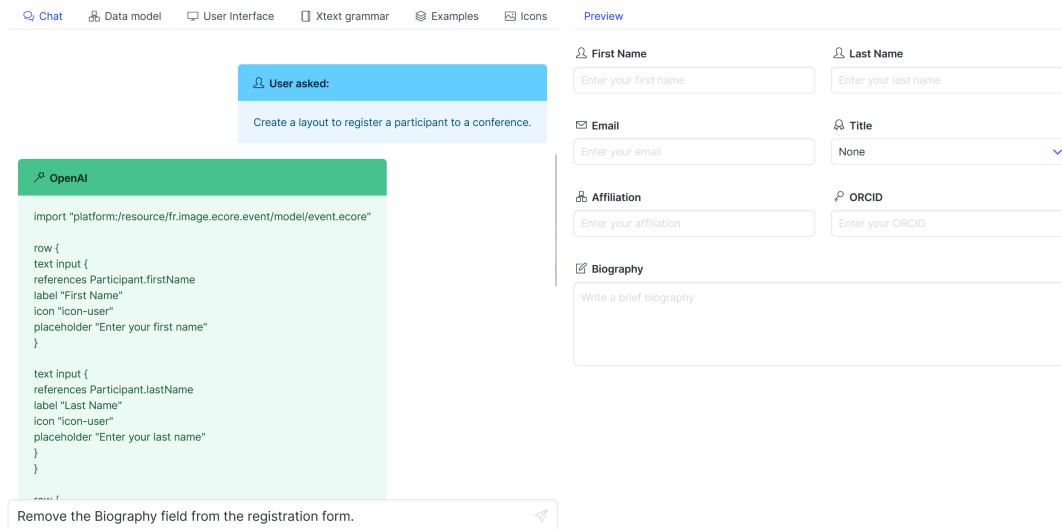 Chat Data model User Interface Xtext grammar Examples Icons
User asked:
Create a layout to register a participant to a conference.
OpenAI
import "platform:/resource/fr.image.ecore.event/model/event.ecore"
row {
text input {
references Participant.firstName
label "First Name"
icon "icon-user"
placeholder "Enter your first name"
}
text input {
references Participant.lastName
label "Last Name"
icon "icon-user"
placeholder "Enter your last name"
}
}
row {
Remove the Biography field from the registration form.
Preview
First Name Last Name
Enter your first name Enter your last name
Email Title
Enter your email None
Affiliation ORCID
Enter your affiliation Enter your ORCID
Biography
Write a brief biography